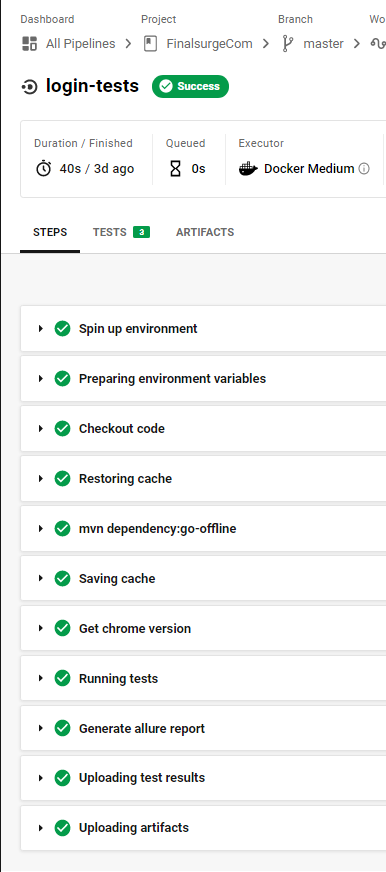 Dashboard Project Branch Wo
All Pipelines FinalsurgeCom master
login-tests Success
Duration / Finished Queued Executor
40s / 3d ago 0s Docker Medium
STEPS TESTS 3 ARTIFACTS
Spin up environment
Preparing environment variables
Checkout code
Restoring cache
mvn dependency:go-offline
Saving cache
Get chrome version
Running tests
Generate allure report
Uploading test results
Uploading artifacts